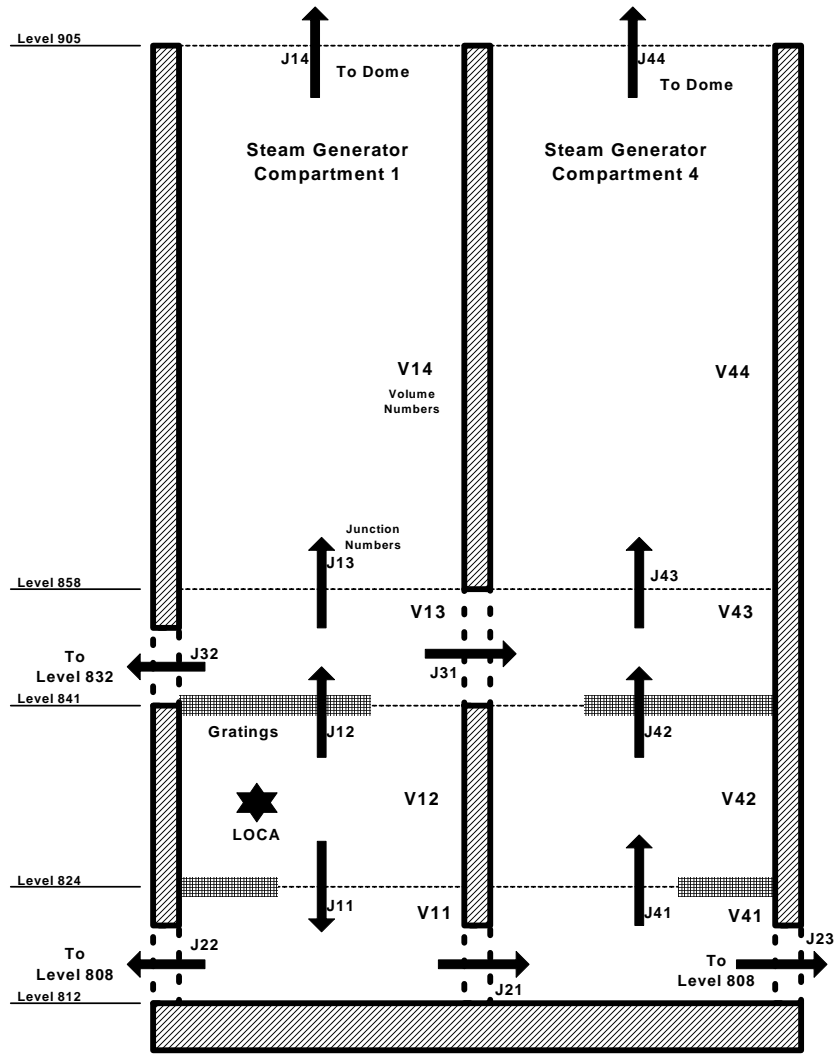 Level 905
J14
To Dome
J44
To Dome
Steam Generator
Compartment 1
Steam Generator
Compartment 4
V14
Volume
Numbers
V44
Junction
Numbers
J13
J43
Level 858
V13
V43
To
Level 832
J32
J31
Level 841
Gratings
J12
J42
V12
V42
LOCA
Level 824
J11
V11
J41
V41
J23
To
Level 808
J22
To
Level 808
J21
Level 812